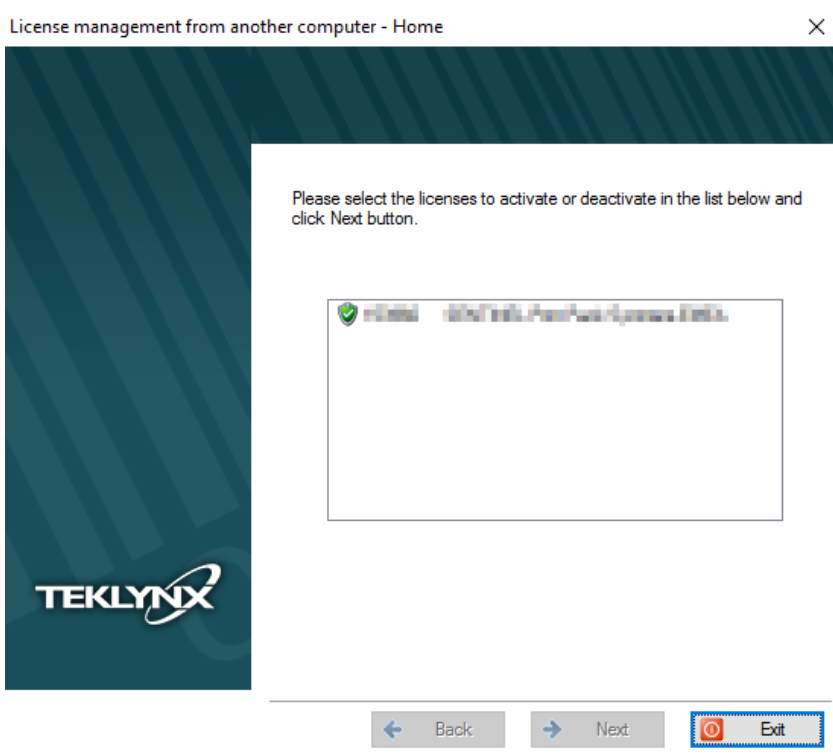 License management from another computer - Home
Please select the licenses to activate or deactivate in the list below and
click Next button.
TEKLYNX
Back
Next
Exit